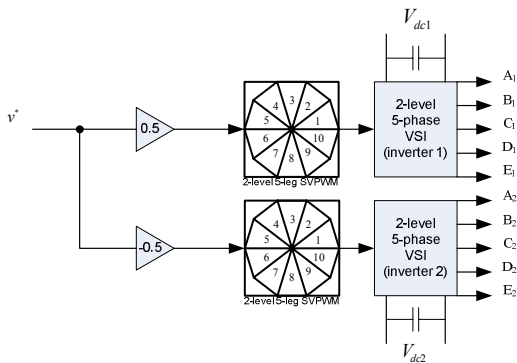 V_dc1
v*
0.5
4 3 2
5 1
6 10
7 8 9
2-level 5-leg SVPWM
2-level
5-phase
VSI
(inverter 1)
A1
B1
C1
D1
E1
-0.5
4 3 2
5 1
6 10
7 8 9
2-level 5-leg SVPWM
2-level
5-phase
VSI
(inverter 2)
A2
B2
C2
D2
E2
V_dc2